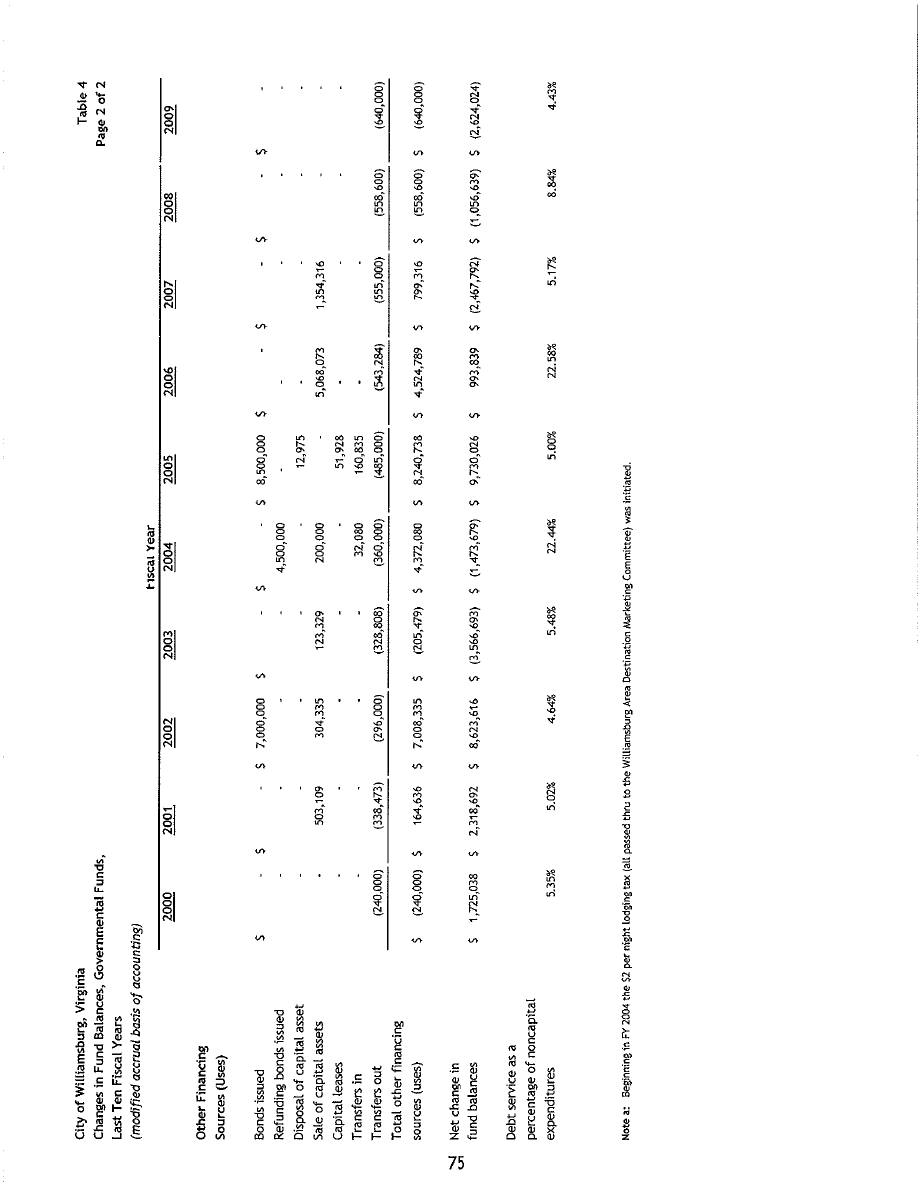 City of Williamsburg, Virginia Table 4
Changes in Fund Balances, Governmental Funds, Page 2 of 2
Last Ten Fiscal Years
(modified accrual basis of accounting)
Fiscal Year
2000 2001 2002 2003 2004 2005 2006 2007 2008 2009
Other Financing
Sources (Uses)
Bonds issued $ - $ - $ 7,000,000 $ - $ - $ 8,500,000 $ - $ - $ - $ -
Refunding bonds issued - - - - 4,500,000 - - - - -
Disposal of capital asset - - - - - 12,975 - - - -
Sale of capital assets - 503,109 304,335 123,329 200,000 - 5,068,073 1,354,316 - -
Capital leases - - - - - 51,928 - - - -
Transfers in - - - - 32,080 160,835 - -
Transfers out (240,000) (338,473) (296,000) (328,808) (360,000) (485,000) (543,284) (555,000) (558,600) (640,000)
Total other financing
sources (uses) $ (240,000) $ 164,636 $ 7,008,335 $ (205,479) $ 4,372,080 $ 8,240,738 $ 4,524,789 $ 799,316 $ (558,600) $ (640,000)
Net change in
fund balances $ 1,725,038 $ 2,318,692 $ 8,623,616 $ (3,566,693) $ (1,473,679) $ 9,730,026 $ 993,839 $ (2,467,792) $ (1,056,639) $ (2,624,024)
Debt service as a
percentage of noncapital
expenditures 5.35% 5.02% 4.64% 5.48% 22.44% 5.00% 22.58% 5.17% 8.84% 4.43%
Note a: Beginning in FY 2004 the $2 per night lodging tax (all passed thru to the Williamsburg Area Destination Marketing Committee) was initiated.
75